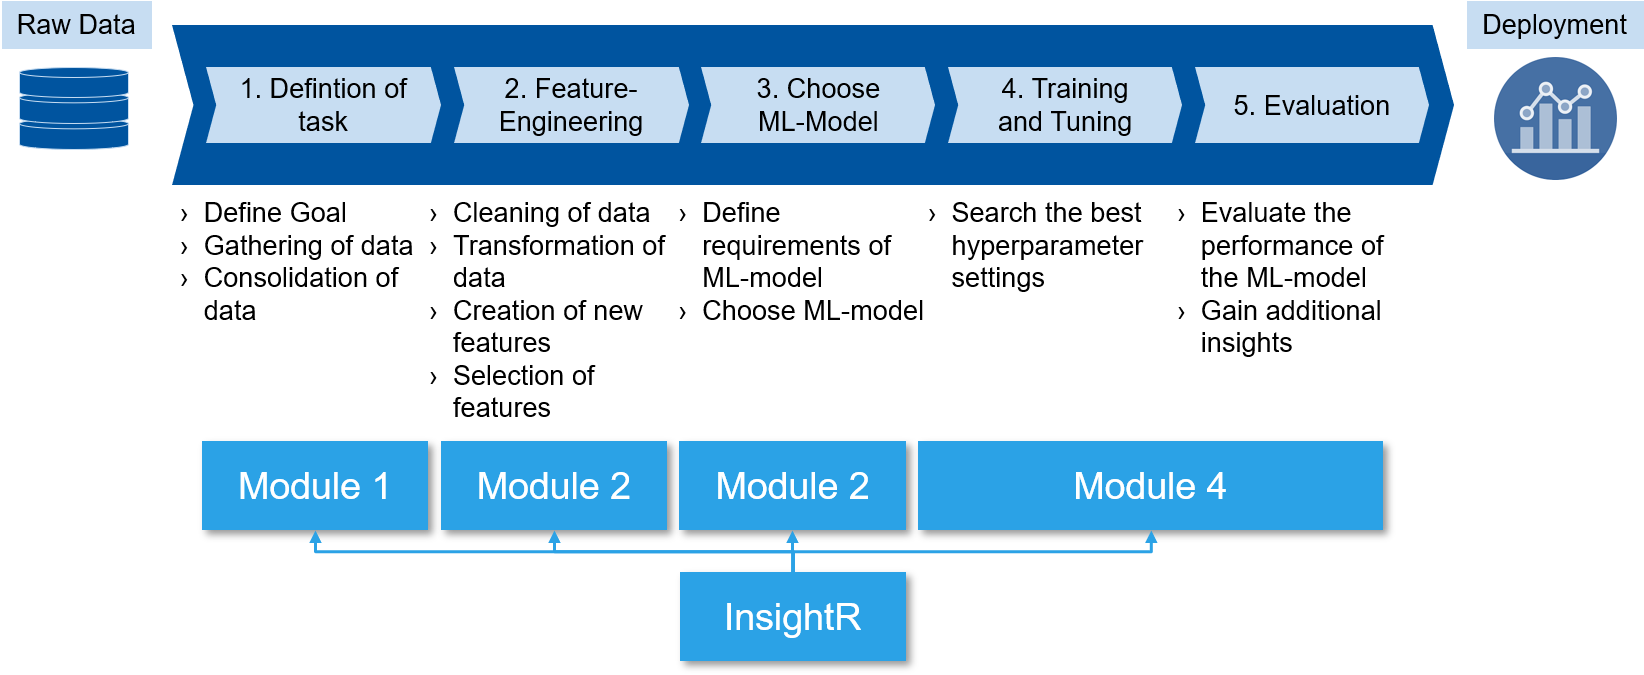 Raw Data
Deployment
1. Defintion of
task
2. Feature-
Engineering
3. Choose
ML-Model
4. Training
and Tuning
5. Evaluation
› Define Goal
› Gathering of data
› Consolidation of
data
› Cleaning of data
› Transformation of
data
› Creation of new
features
› Selection of
features
› Define
requirements of
ML-model
› Choose ML-model
› Search the best
hyperparameter
settings
› Evaluate the
performance of
the ML-model
› Gain additional
insights
Module 1
Module 2
Module 2
Module 4
InsightR